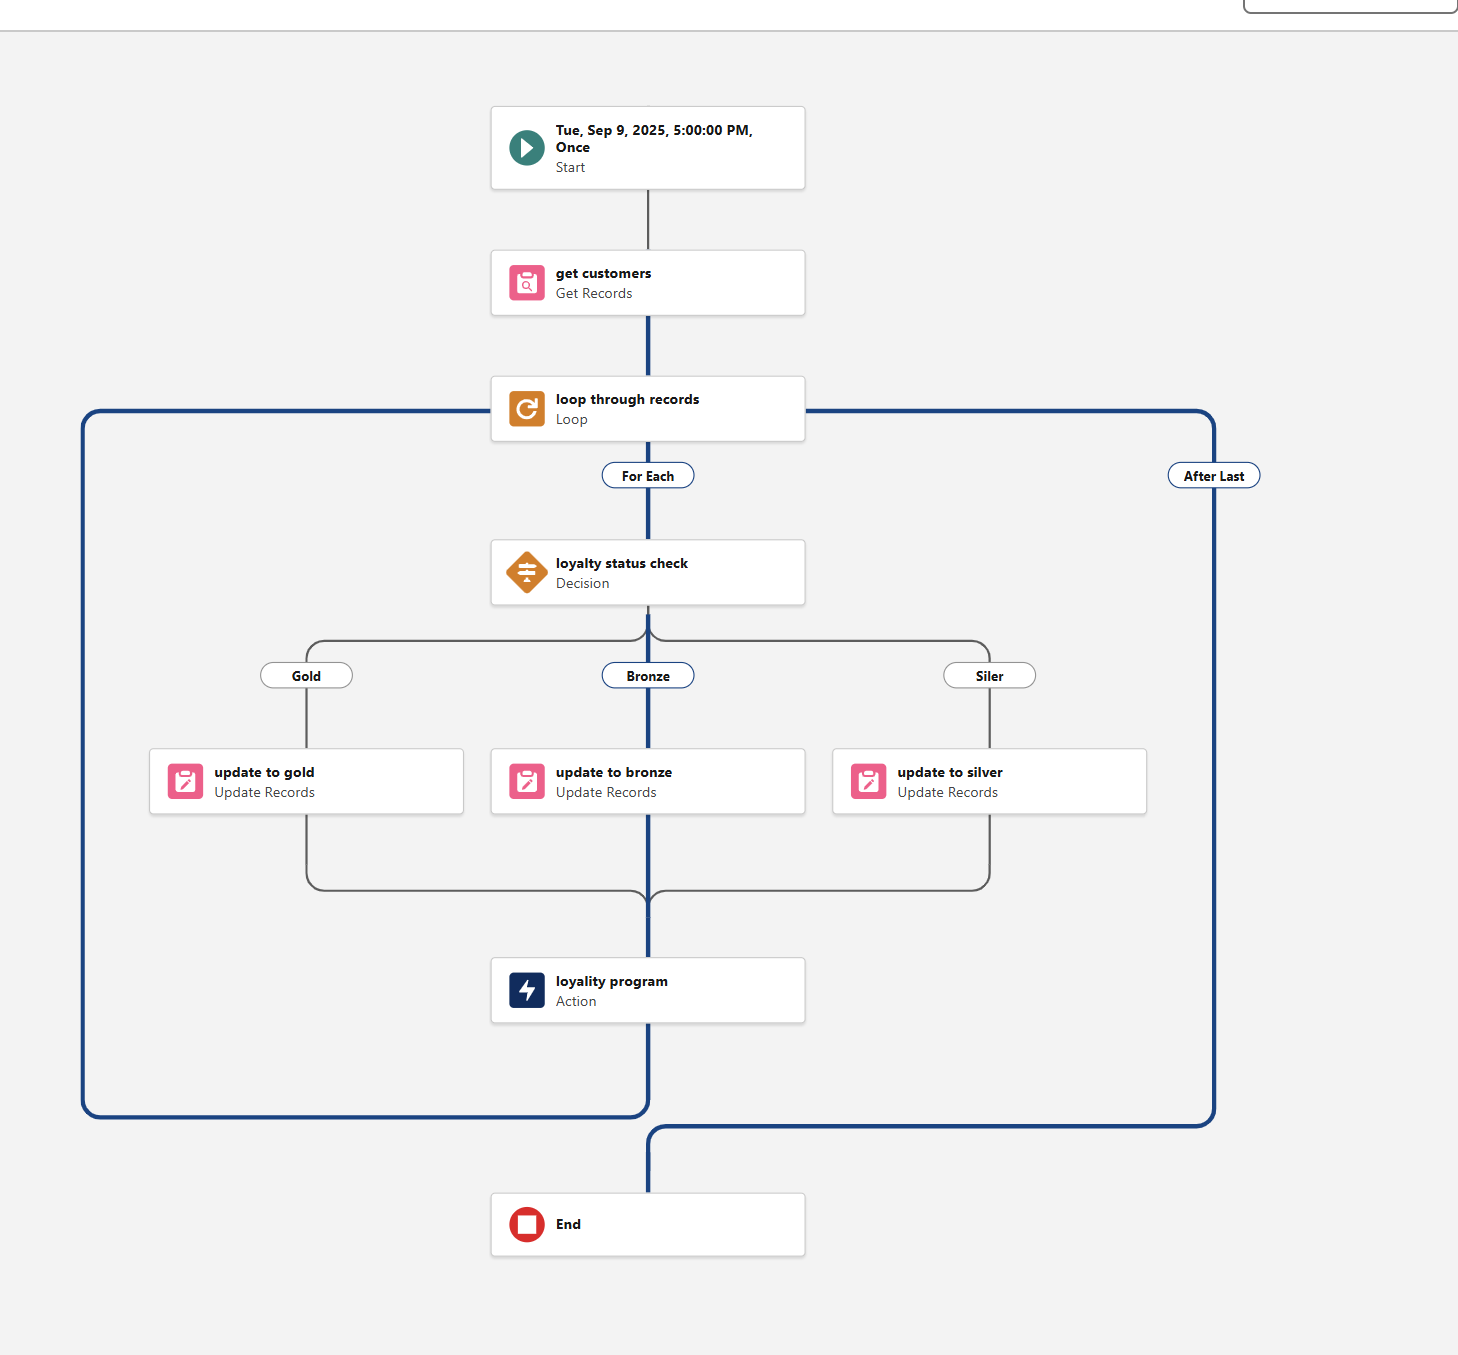 Tue, Sep 9, 2025, 5:00:00 PM,
Once
Start
get customers
Get Records
loop through records
Loop
For Each
After Last
loyalty status check
Decision
Gold
Bronze
Siler
update to gold
Update Records
update to bronze
Update Records
update to silver
Update Records
loyality program
Action
End